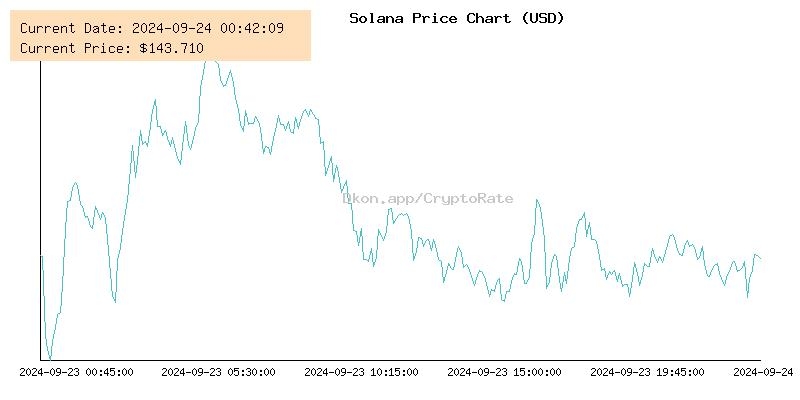 Solana Price Chart (USD)
Current Date: 2024-09-24 00:42:09
Current Price: $143.710
Dkon.app/CryptoRate
2024-09-23 00:45:00 2024-09-23 05:30:00 2024-09-23 10:15:00 2024-09-23 15:00:00 2024-09-23 19:45:00 2024-09-24